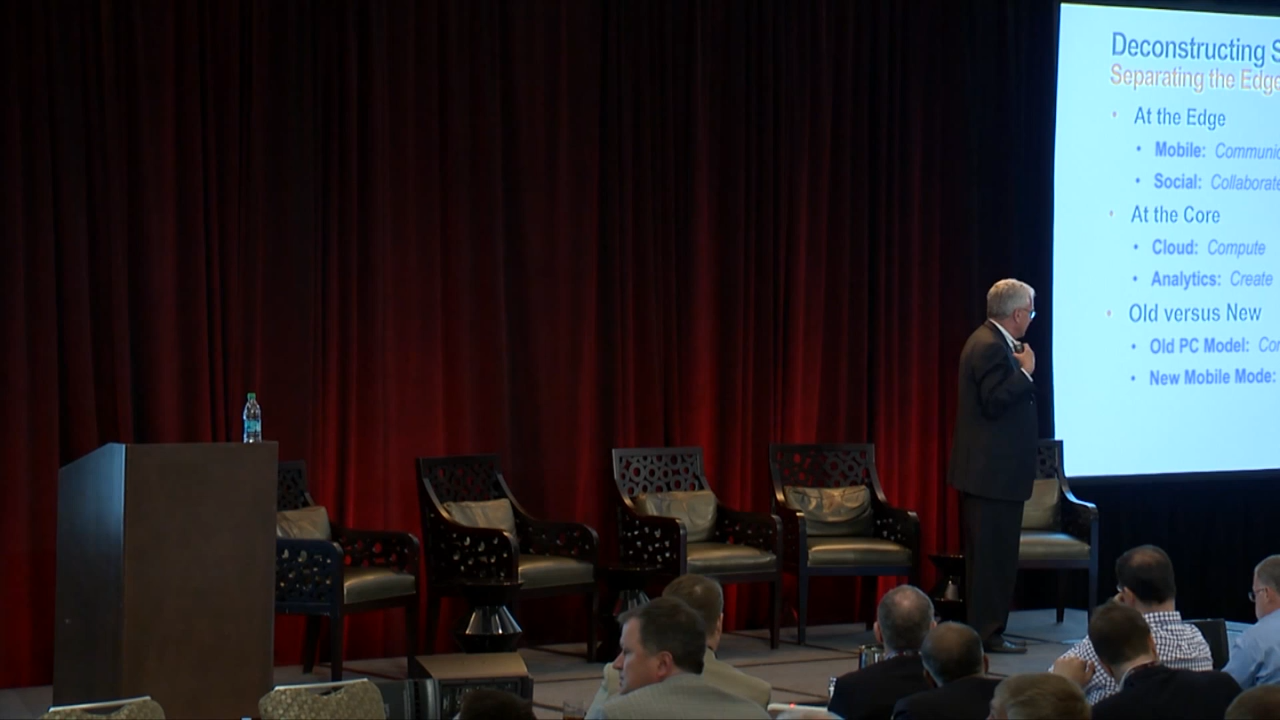 Deconstructing S
Separating the Edge
• At the Edge
• Mobile: Communic
• Social: Collaborate
• At the Core
• Cloud: Compute
• Analytics: Create
• Old versus New
• Old PC Model: Co
• New Mobile Mode: